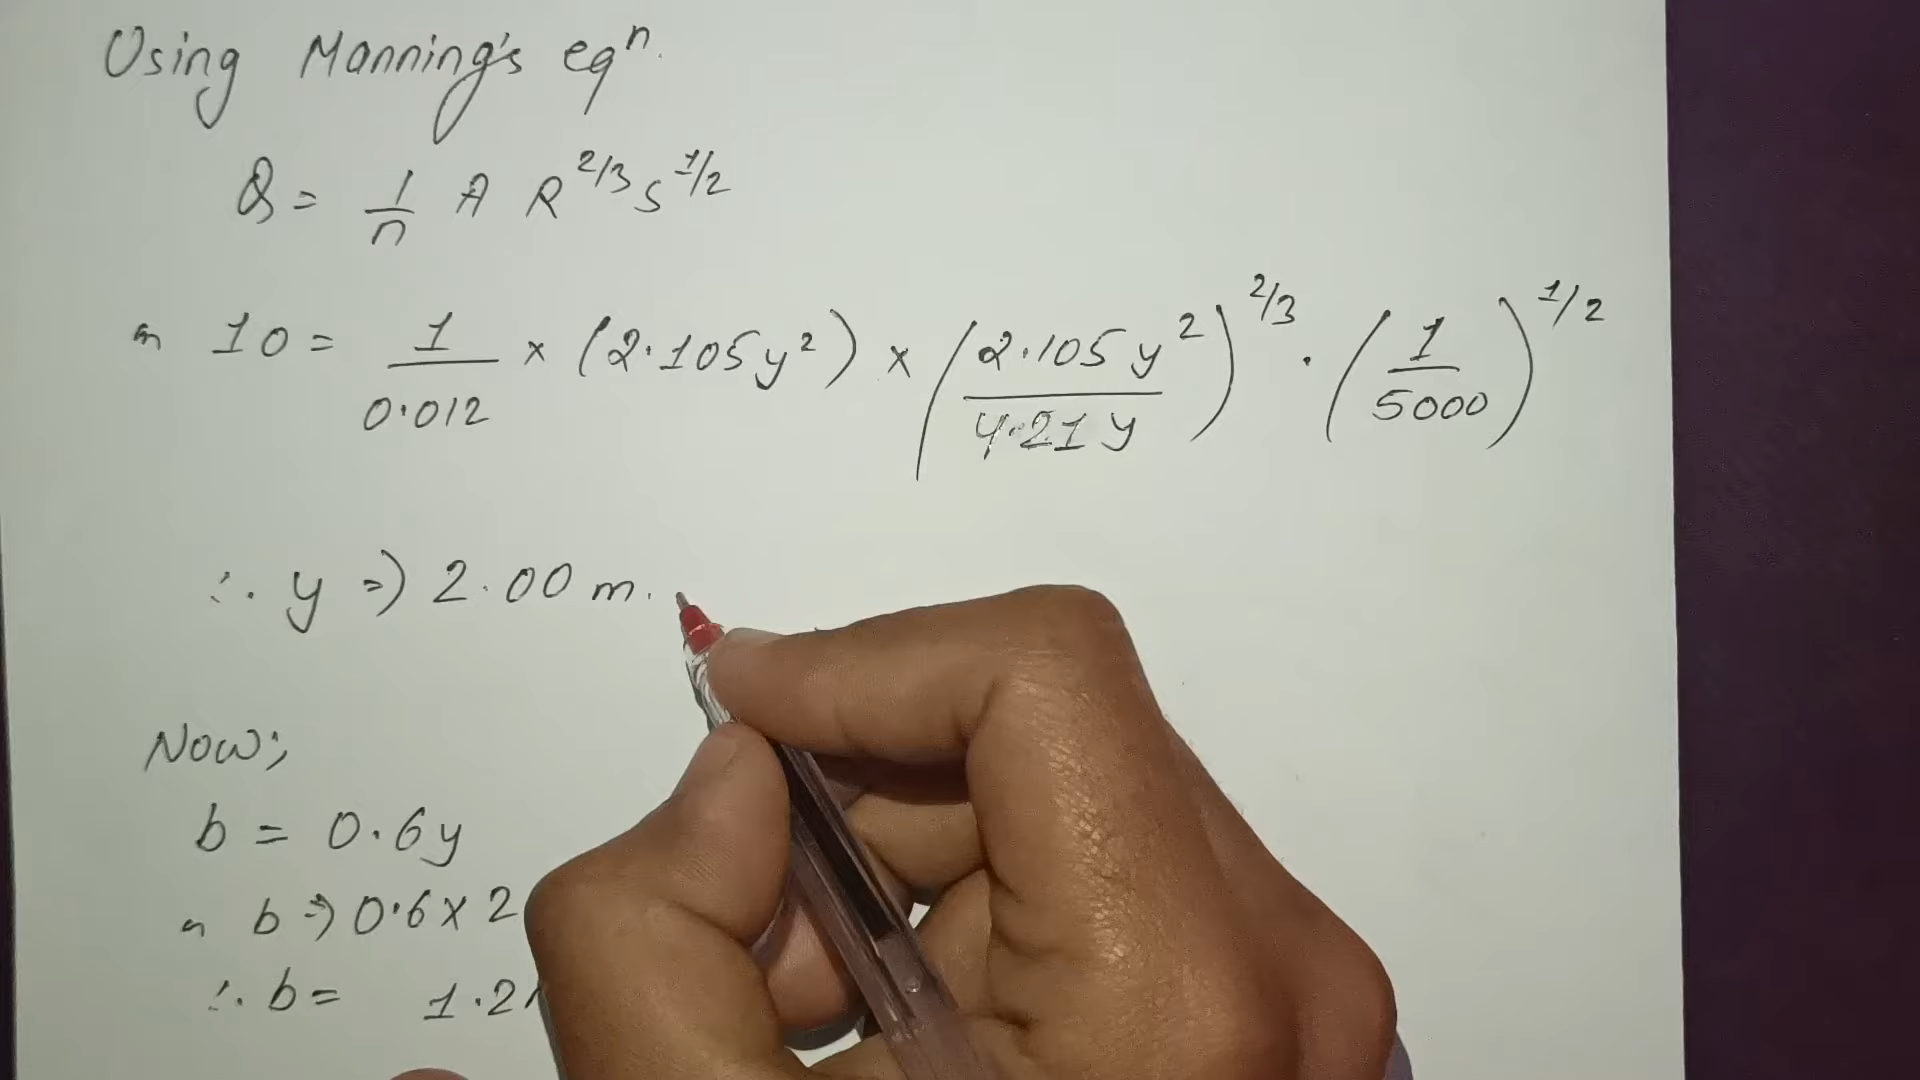 Using Manning's eqⁿ.
Q = 1/n A R^2/3 S^1/2
⇒ 10 = 1/0.012 × (2.105y²) × (2.105y²/4.21y)^2/3 · (1/5000)^1/2
∴ y ⇒ 2.00 m.
Now;
b = 0.6y
⇒ b ⇒ 0.6 × 2
∴ b = 1.2